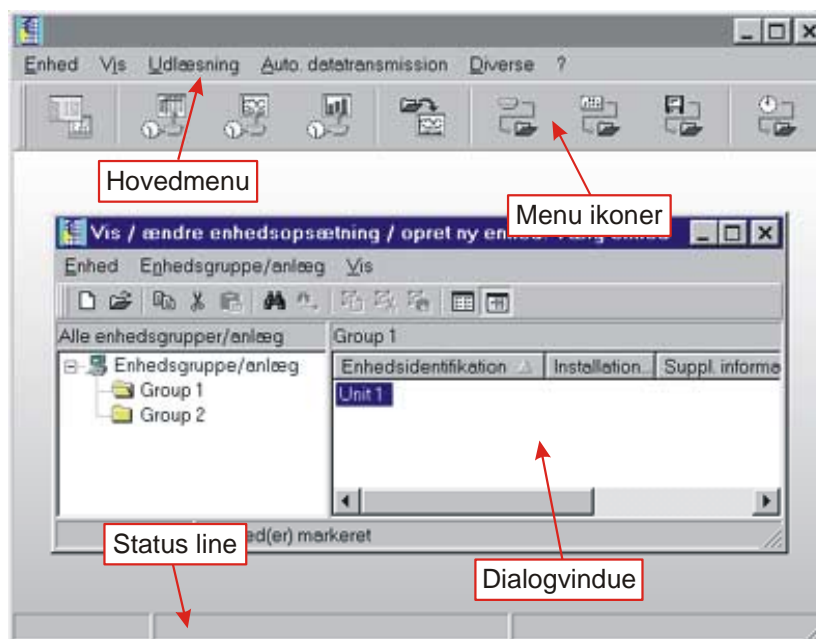 Enhed Vis Udlæsning Auto. datatransmission Diverse ?
Hovedmenu
Menu ikoner
Vis / ændre enhedsopsætning / opret ny
Enhed Enhedsgruppe/anlæg Vis
Alle enhedsgrupper/anlæg
Group 1
Enhedsgruppe/anlæg
Group 1
Group 2
Enhedsidentifikation Installation... Suppl. informa
Unit 1
ed(er) markeret
Status line
Dialogvindue